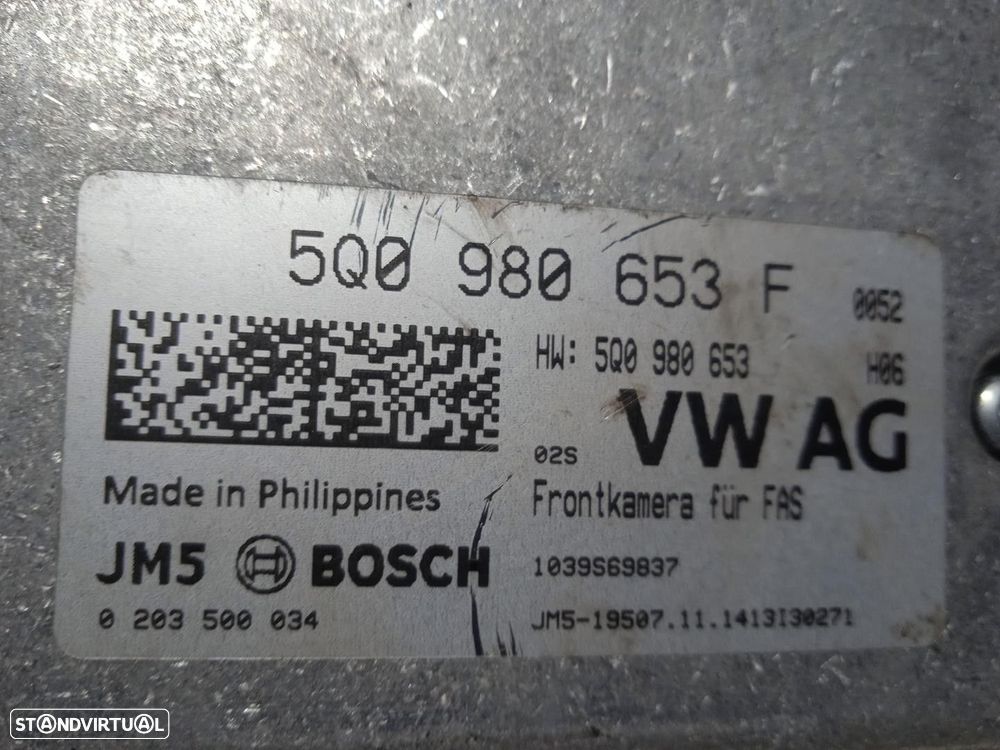 5Q0 980 653 F 0052
HW: 5Q0 980 653 H06
02S VW AG
Made in Philippines
Frontkamera für FAS
JM5 BOSCH
1039S69837
0 203 500 034
JM5-19507.11.1413I30271
STANDVIRTUAL